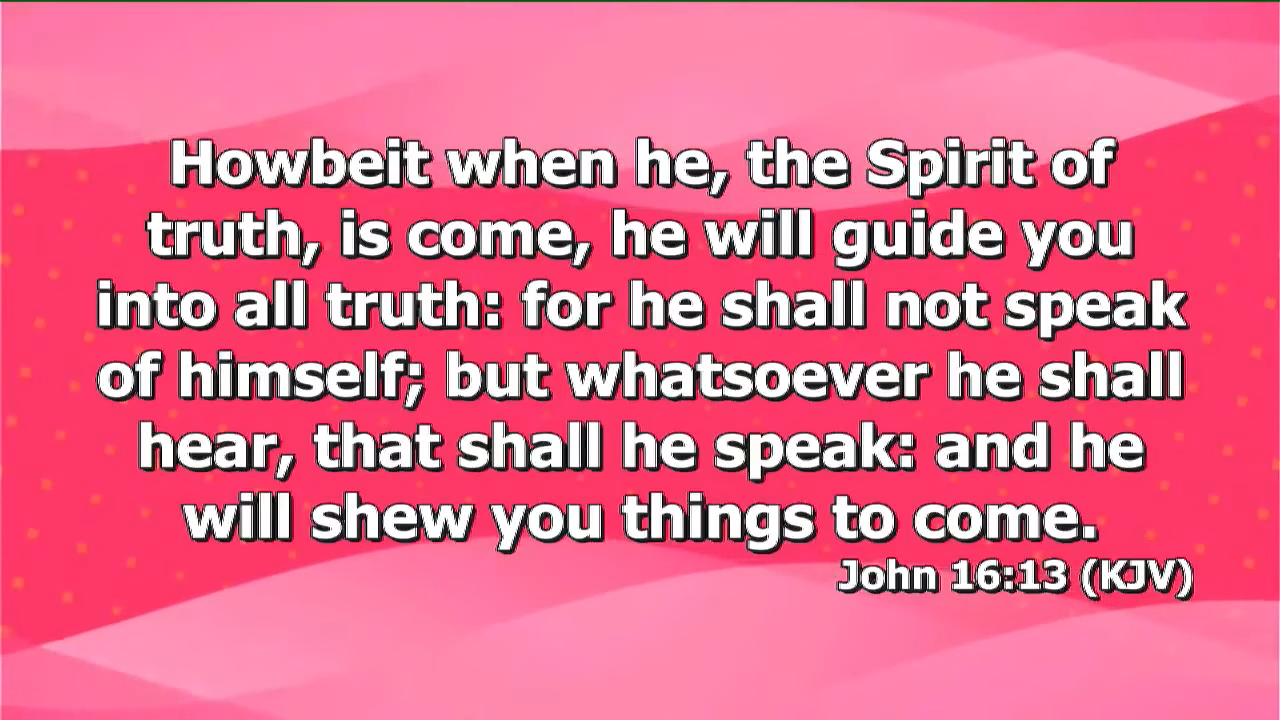 Howbeit when he, the Spirit of
truth, is come, he will guide you
into all truth: for he shall not speak
of himself; but whatsoever he shall
hear, that shall he speak: and he
will shew you things to come.
John 16:13 (KJV)